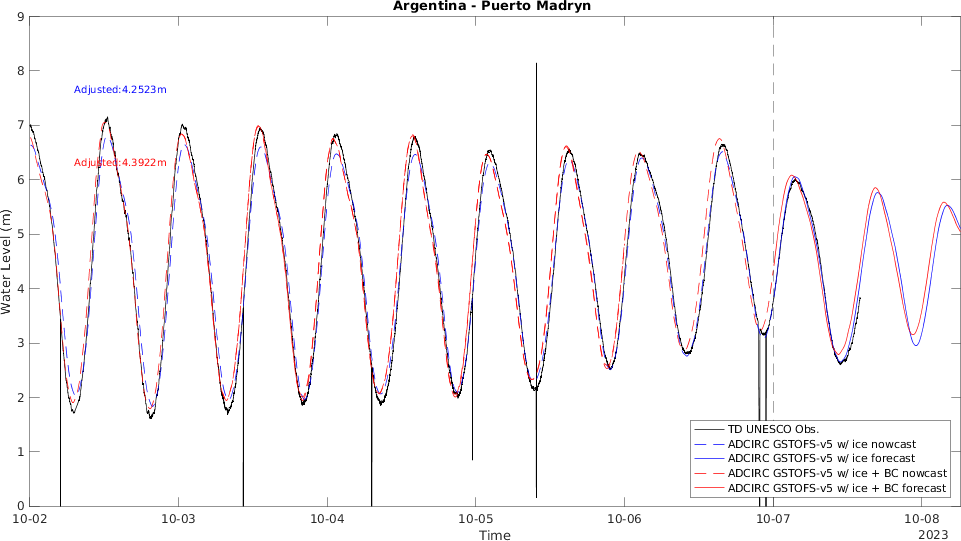 Argentina - Puerto Madryn
9
8
7
6
5
4
3
2
1
0
Water Level (m)
Adjusted:4.2523m
Adjusted:4.3922m
TD UNESCO Obs.
ADCIRC GSTOFS-v5 w/ ice nowcast
ADCIRC GSTOFS-v5 w/ ice forecast
ADCIRC GSTOFS-v5 w/ ice + BC nowcast
ADCIRC GSTOFS-v5 w/ ice + BC forecast
10-02 10-03 10-04 10-05 10-06 10-07 10-08
Time
2023